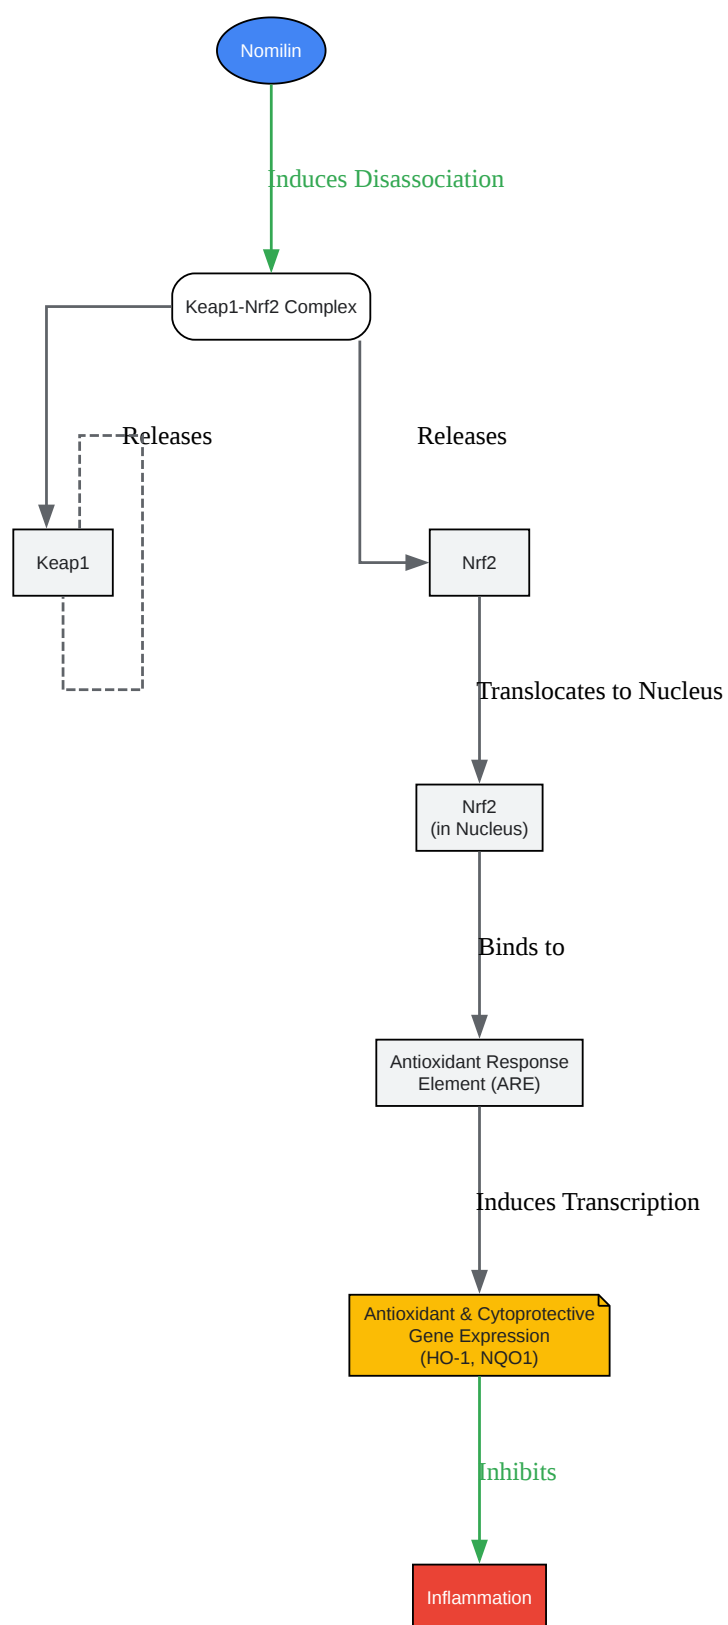 Nomilin
Induces Disassociation
Keap1-Nrf2 Complex
Releases
Releases
Keap1
Nrf2
Translocates to Nucleus
Nrf2
(in Nucleus)
Binds to
Antioxidant Response
Element (ARE)
Induces Transcription
Antioxidant & Cytoprotective
Gene Expression
(HO-1, NQO1)
Inhibits
Inflammation